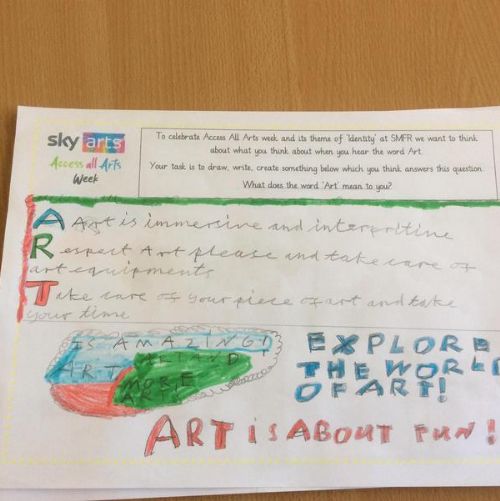 sky arts
Access all Arts
Week
To celebrate Access All Arts week and its theme of 'Identity' at SMFR we want to think
about what you think about when you hear the word Art.
Your task is to draw, write, create something below which you think answers this question.
What does the word 'Art' mean to you?
A Art is immersive and interpritine
Respect Art please and take care of
art equipments
Take care of your piece of art and take
your time
IS AMAZING!
ART ALL AND
MORE
ART
EXPLORE
THE WORLD
OF ART!
ART is ABOUT FUN!